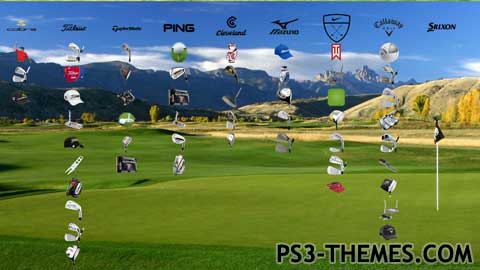 cobra
Titleist
TaylorMade
PING
Cleveland
MIZUNO
Callaway
SRIXON
PS3-THEMES.COM